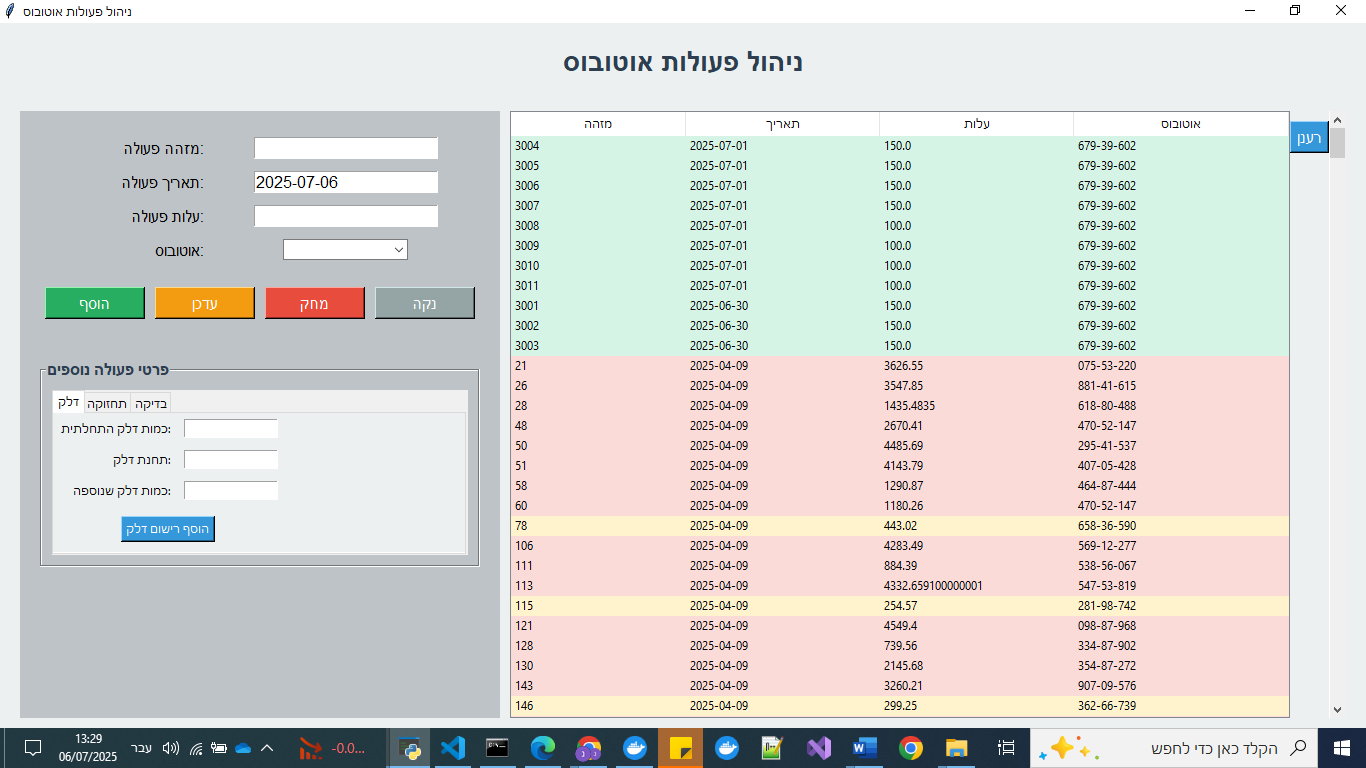 ניהול פעולות אוטובוס
ניהול פעולות אוטובוס
מזהה פעולה:
תאריך פעולה: 2025-07-06
עלות פעולה:
אוטובוס:
הוסף עדכן מחק נקה
פרטי פעולה נוספים
דלק תחזוקה בדיקה
כמות דלק התחלתית:
תחנת דלק:
כמות דלק שנוספה:
הוסף רישום דלק
מזהה תאריך עלות אוטובוס
3004 2025-07-01 150.0 679-39-602
3005 2025-07-01 150.0 679-39-602
3006 2025-07-01 150.0 679-39-602
3007 2025-07-01 150.0 679-39-602
3008 2025-07-01 100.0 679-39-602
3009 2025-07-01 100.0 679-39-602
3010 2025-07-01 100.0 679-39-602
3011 2025-07-01 100.0 679-39-602
3001 2025-06-30 150.0 679-39-602
3002 2025-06-30 150.0 679-39-602
3003 2025-06-30 150.0 679-39-602
21 2025-04-09 3626.55 075-53-220
26 2025-04-09 3547.85 881-41-615
28 2025-04-09 1435.4835 618-80-488
48 2025-04-09 2670.41 470-52-147
50 2025-04-09 4485.69 295-41-537
51 2025-04-09 4143.79 407-05-428
58 2025-04-09 1290.87 464-87-444
60 2025-04-09 1180.26 470-52-147
78 2025-04-09 443.02 658-36-590
106 2025-04-09 4283.49 569-12-277
111 2025-04-09 884.39 538-56-067
113 2025-04-09 4332.659100000001 547-53-819
115 2025-04-09 254.57 281-98-742
121 2025-04-09 4549.4 098-87-968
128 2025-04-09 739.56 334-87-902
130 2025-04-09 2145.68 354-87-272
143 2025-04-09 3260.21 907-09-576
146 2025-04-09 299.25 362-66-739
רענן
13:29
06/07/2025
עבר
-0.0...
הקלד כאן כדי לחפש